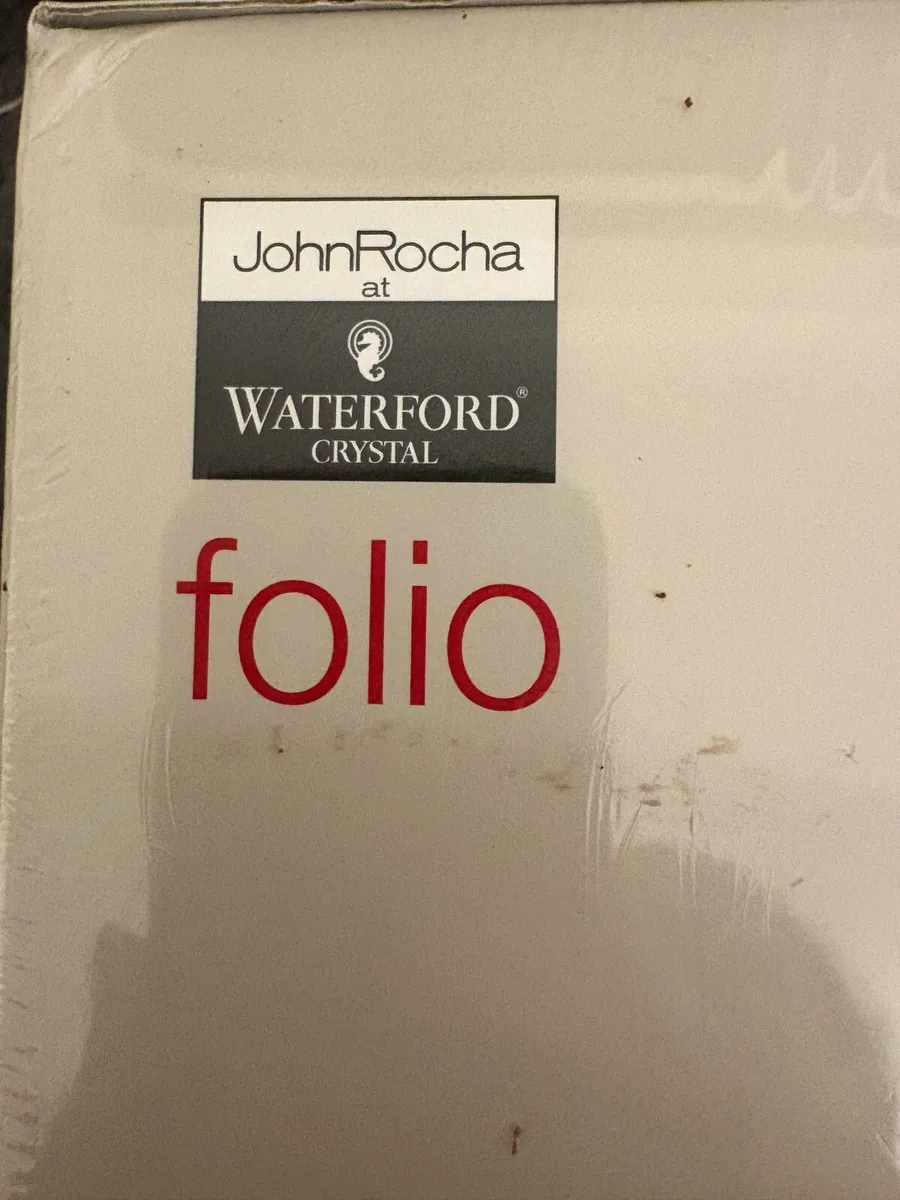 JohnRocha
at
WATERFORD®
CRYSTAL
folio